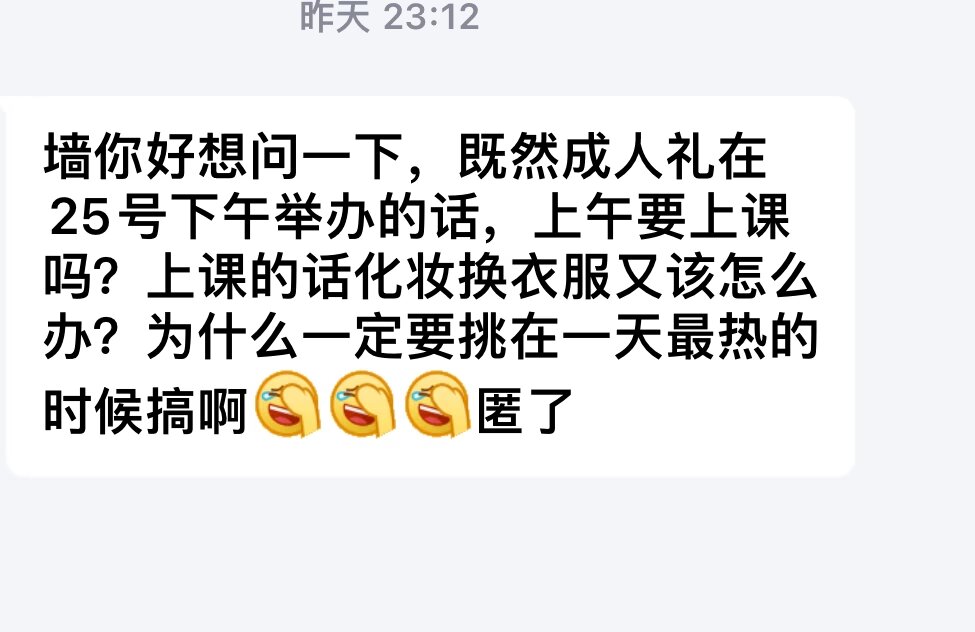 昨天 23:12
墙你好想问一下，既然成人礼在
25号下午举办的话，上午要上课
吗？上课的话化妆换衣服又该怎么
办？为什么一定要挑在一天最热的
时候搞啊😂😂😂匿了